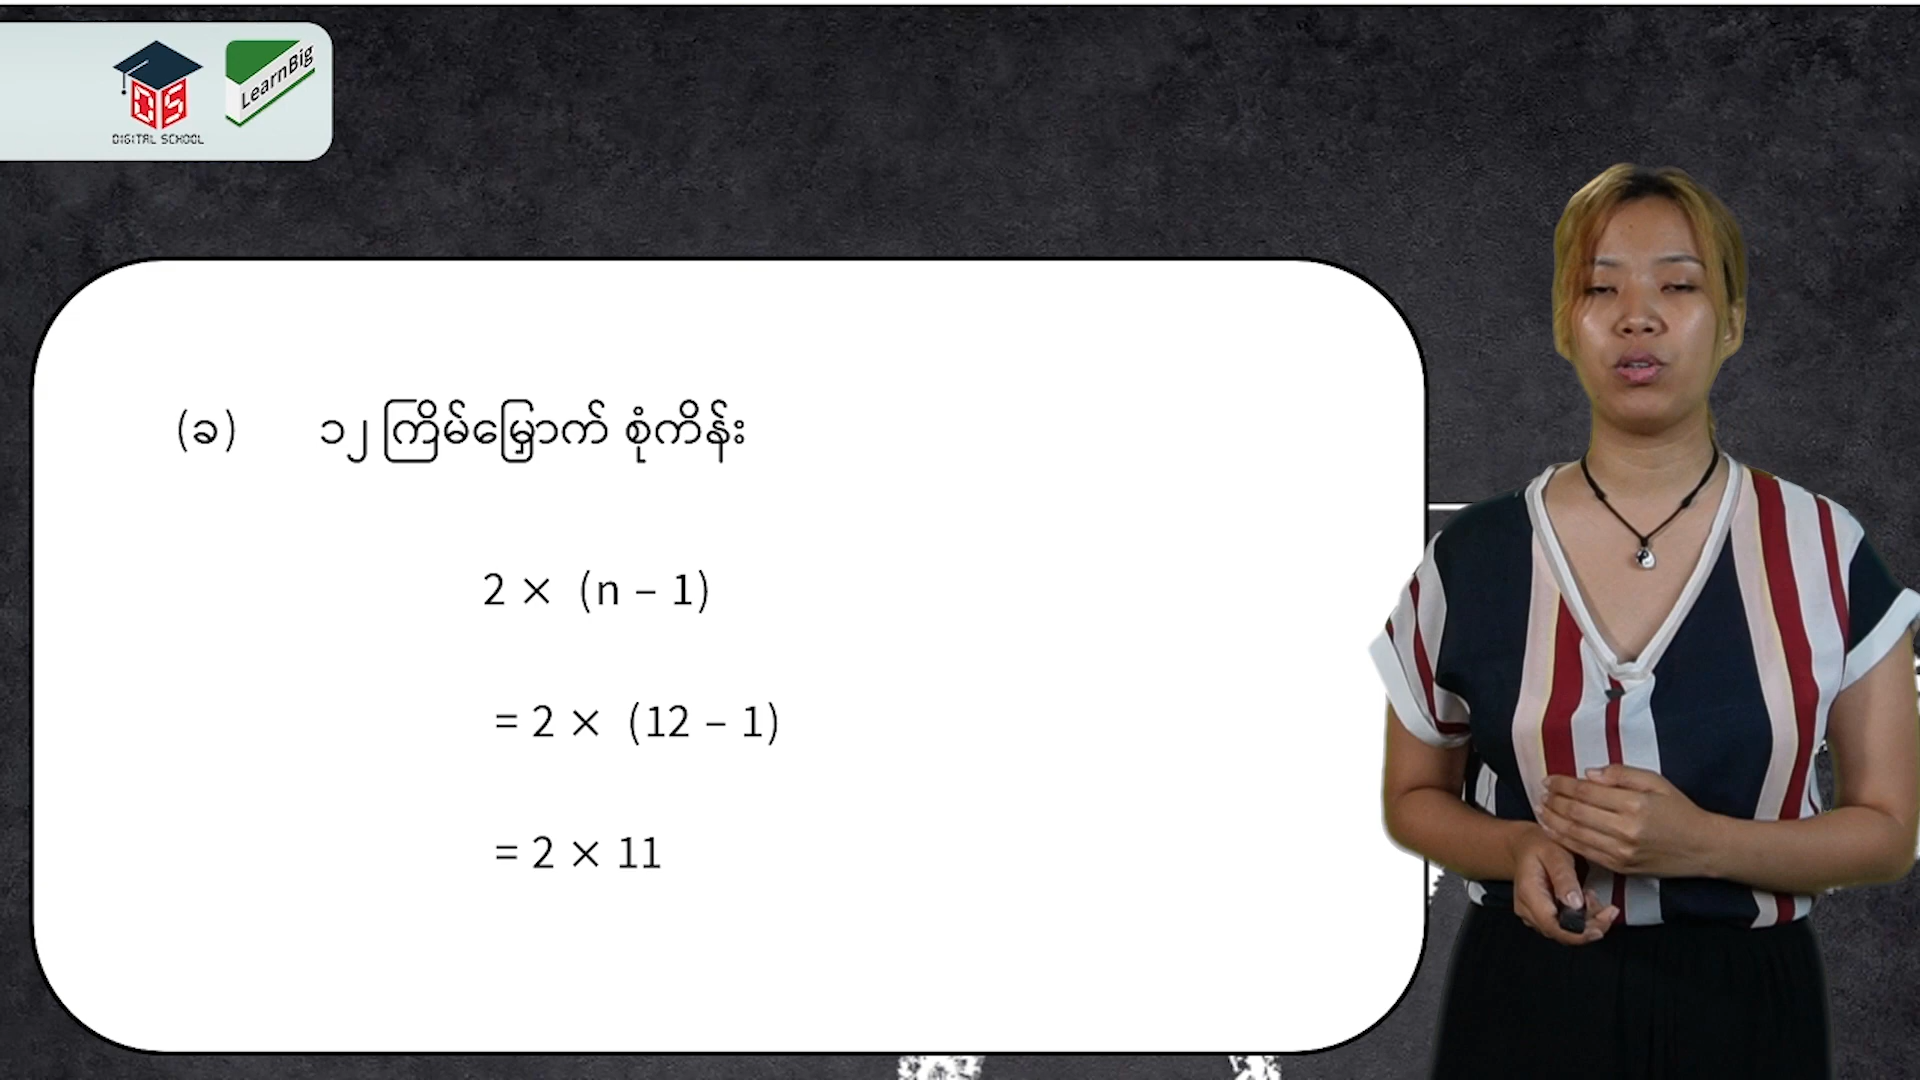 DIGITAL SCHOOL
LearnBig
(ခ) ၁၂ ကြိမ်မြှောက် စုံကိန်း
2 × (n – 1)
= 2 × (12 – 1)
= 2 × 11